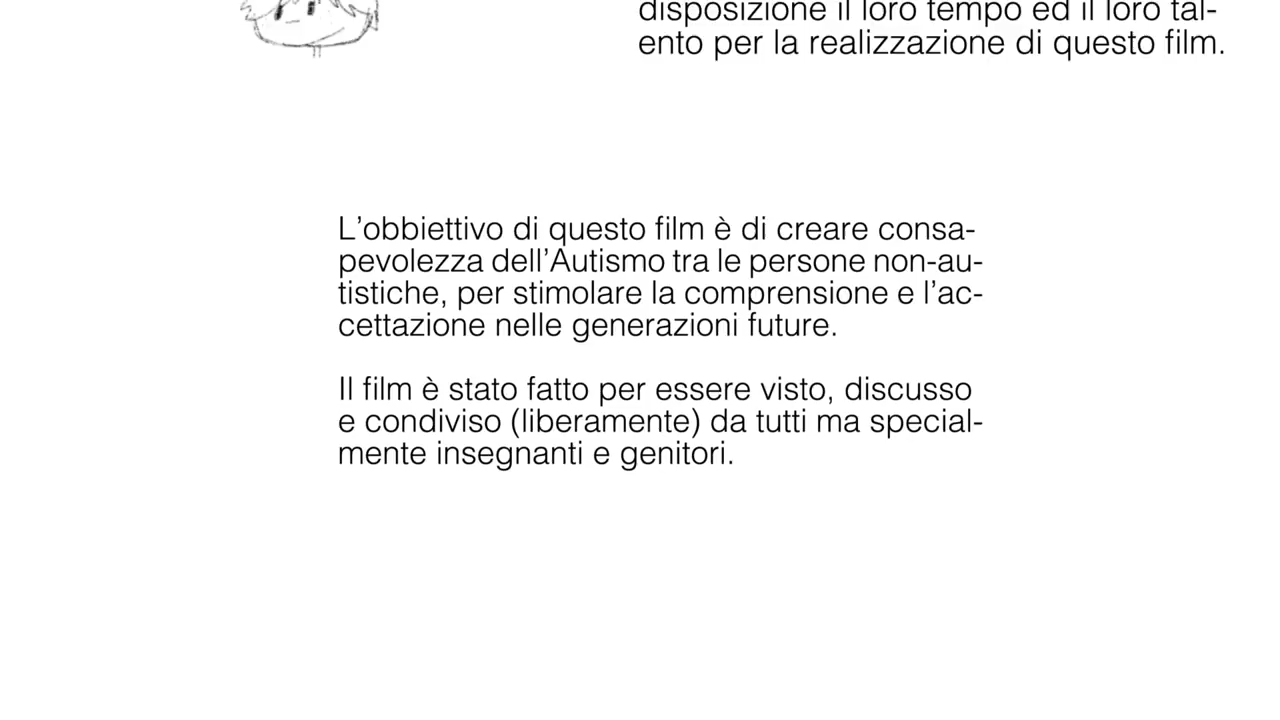 disposizione il loro tempo ed il loro tal-
ento per la realizzazione di questo film.
L'obbiettivo di questo film è di creare consa-
pevolezza dell'Autismo tra le persone non-au-
tistiche, per stimolare la comprensione e l'ac-
cettazione nelle generazioni future.
Il film è stato fatto per essere visto, discusso
e condiviso (liberamente) da tutti ma special-
mente insegnanti e genitori.